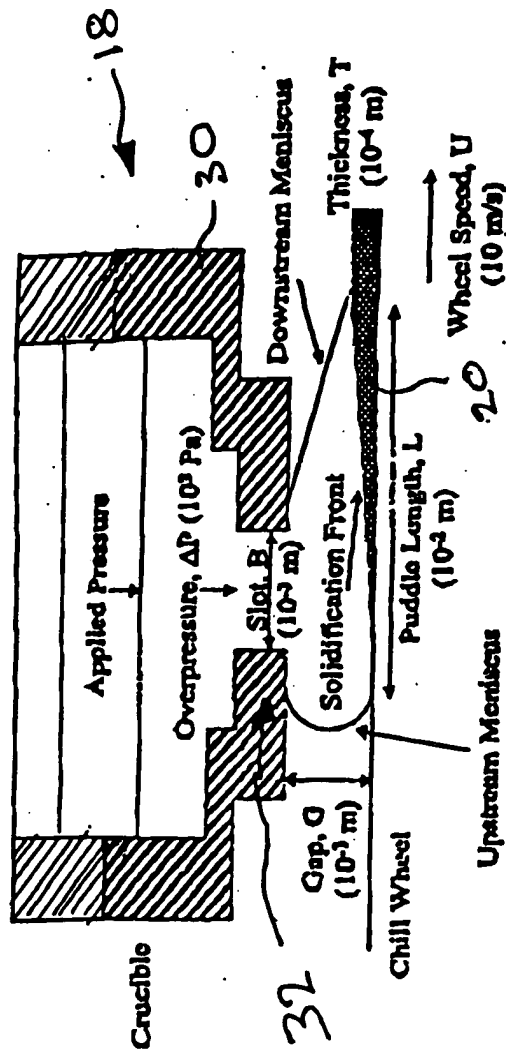 18
30
Crucible
Applied Pressure
Overpressure, ΔP (10³ Pa)
Slot, B
(10⁻³ m)
32
Gap, G
(10⁻³ m)
Solidification Front
Downstream Meniscus
Thickness, T
(10⁻⁴ m)
Chill Wheel
Puddle Length, L
(10⁻² m)
20
Wheel Speed, U
(10 m/s)
Upstream Meniscus